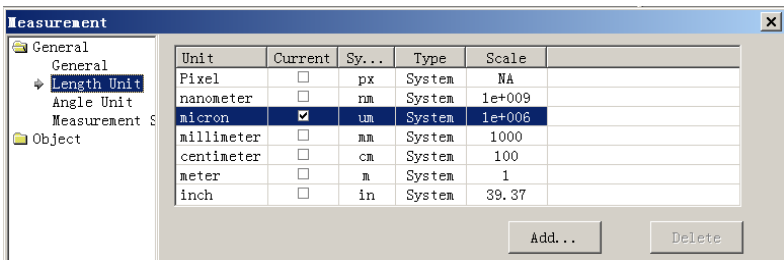 Measurement
General
General
Length Unit
Angle Unit
Measurement S
Object
Unit Current Sy... Type Scale
Pixel px System NA
nanometer nm System 1e+009
micron um System 1e+006
millimeter mm System 1000
centimeter cm System 100
meter m System 1
inch in System 39.37
Add... Delete